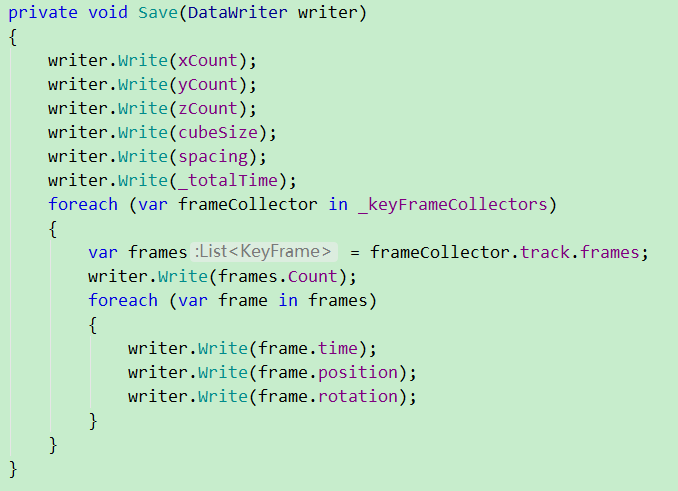 private void Save(DataWriter writer)
{
    writer.Write(xCount);
    writer.Write(yCount);
    writer.Write(zCount);
    writer.Write(cubeSize);
    writer.Write(spacing);
    writer.Write(_totalTime);
    foreach (var frameCollector in _keyFrameCollectors)
    {
        var frames :List<KeyFrame> = frameCollector.track.frames;
        writer.Write(frames.Count);
        foreach (var frame in frames)
        {
            writer.Write(frame.time);
            writer.Write(frame.position);
            writer.Write(frame.rotation);
        }
    }
}